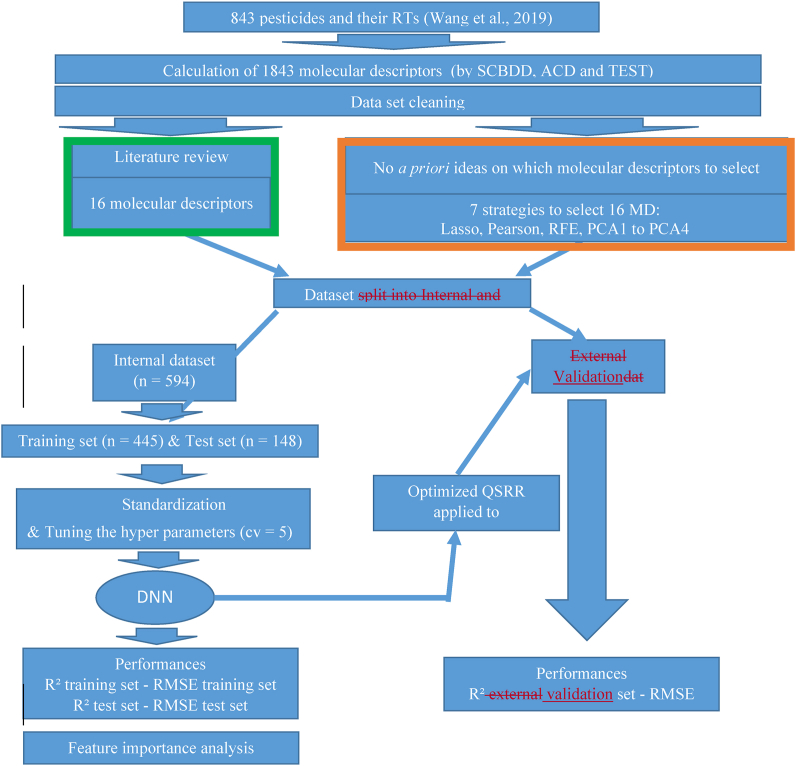 843 pesticides and their RTs (Wang et al., 2019)
Calculation of 1843 molecular descriptors (by SCBDD, ACD and TEST)
Data set cleaning
Literature review
16 molecular descriptors
No a priori ideas on which molecular descriptors to select
7 strategies to select 16 MD:
Lasso, Pearson, RFE, PCA1 to PCA4
Dataset split into Internal and
Internal dataset
(n = 594)
External
Validationdat
Training set (n = 445) & Test set (n = 148)
Standardization
& Tuning the hyper parameters (cv = 5)
Optimized QSRR
applied to
DNN
Performances
R² training set - RMSE training set
R² test set - RMSE test set
Performances
R² external validation set - RMSE
Feature importance analysis